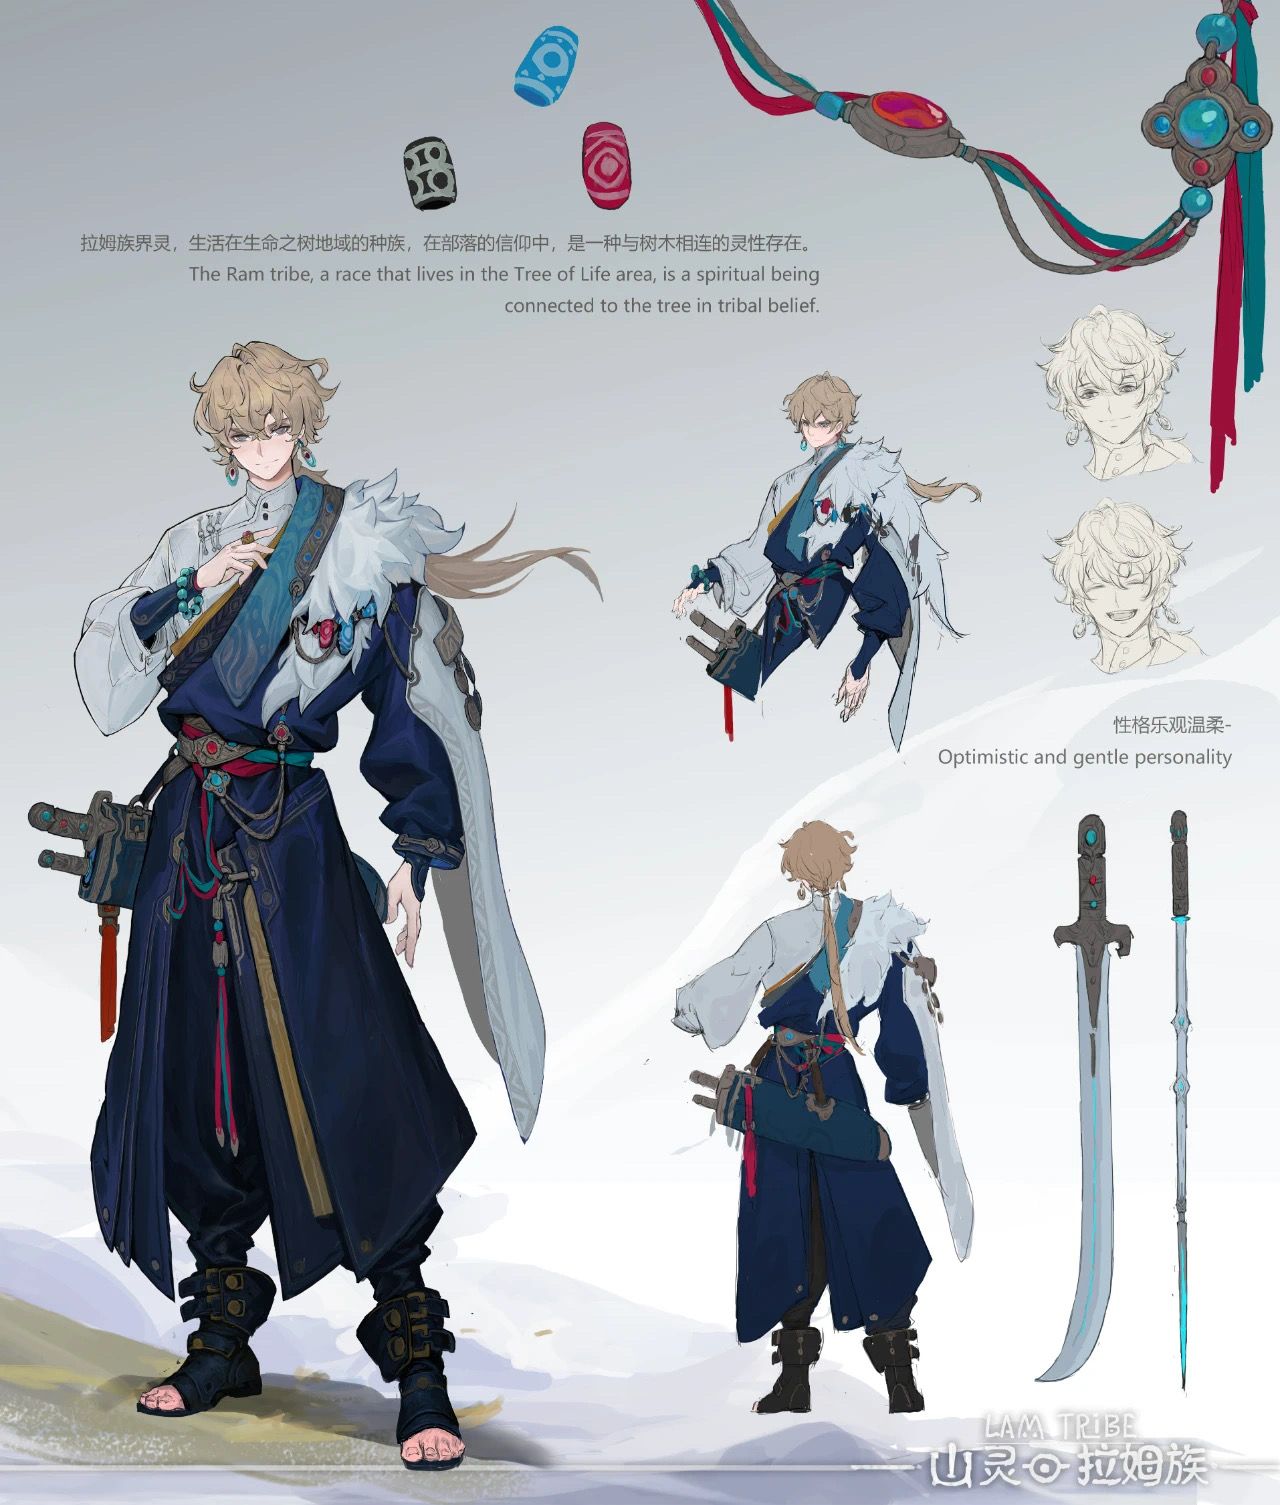 拉姆族界灵，生活在生命之树地域的种族，在部落的信仰中，是一种与树木相连的灵性存在。
The Ram tribe, a race that lives in the Tree of Life area, is a spiritual being
connected to the tree in tribal belief.
性格乐观温柔-
Optimistic and gentle personality
LAM TRIBE
山灵 拉姆族